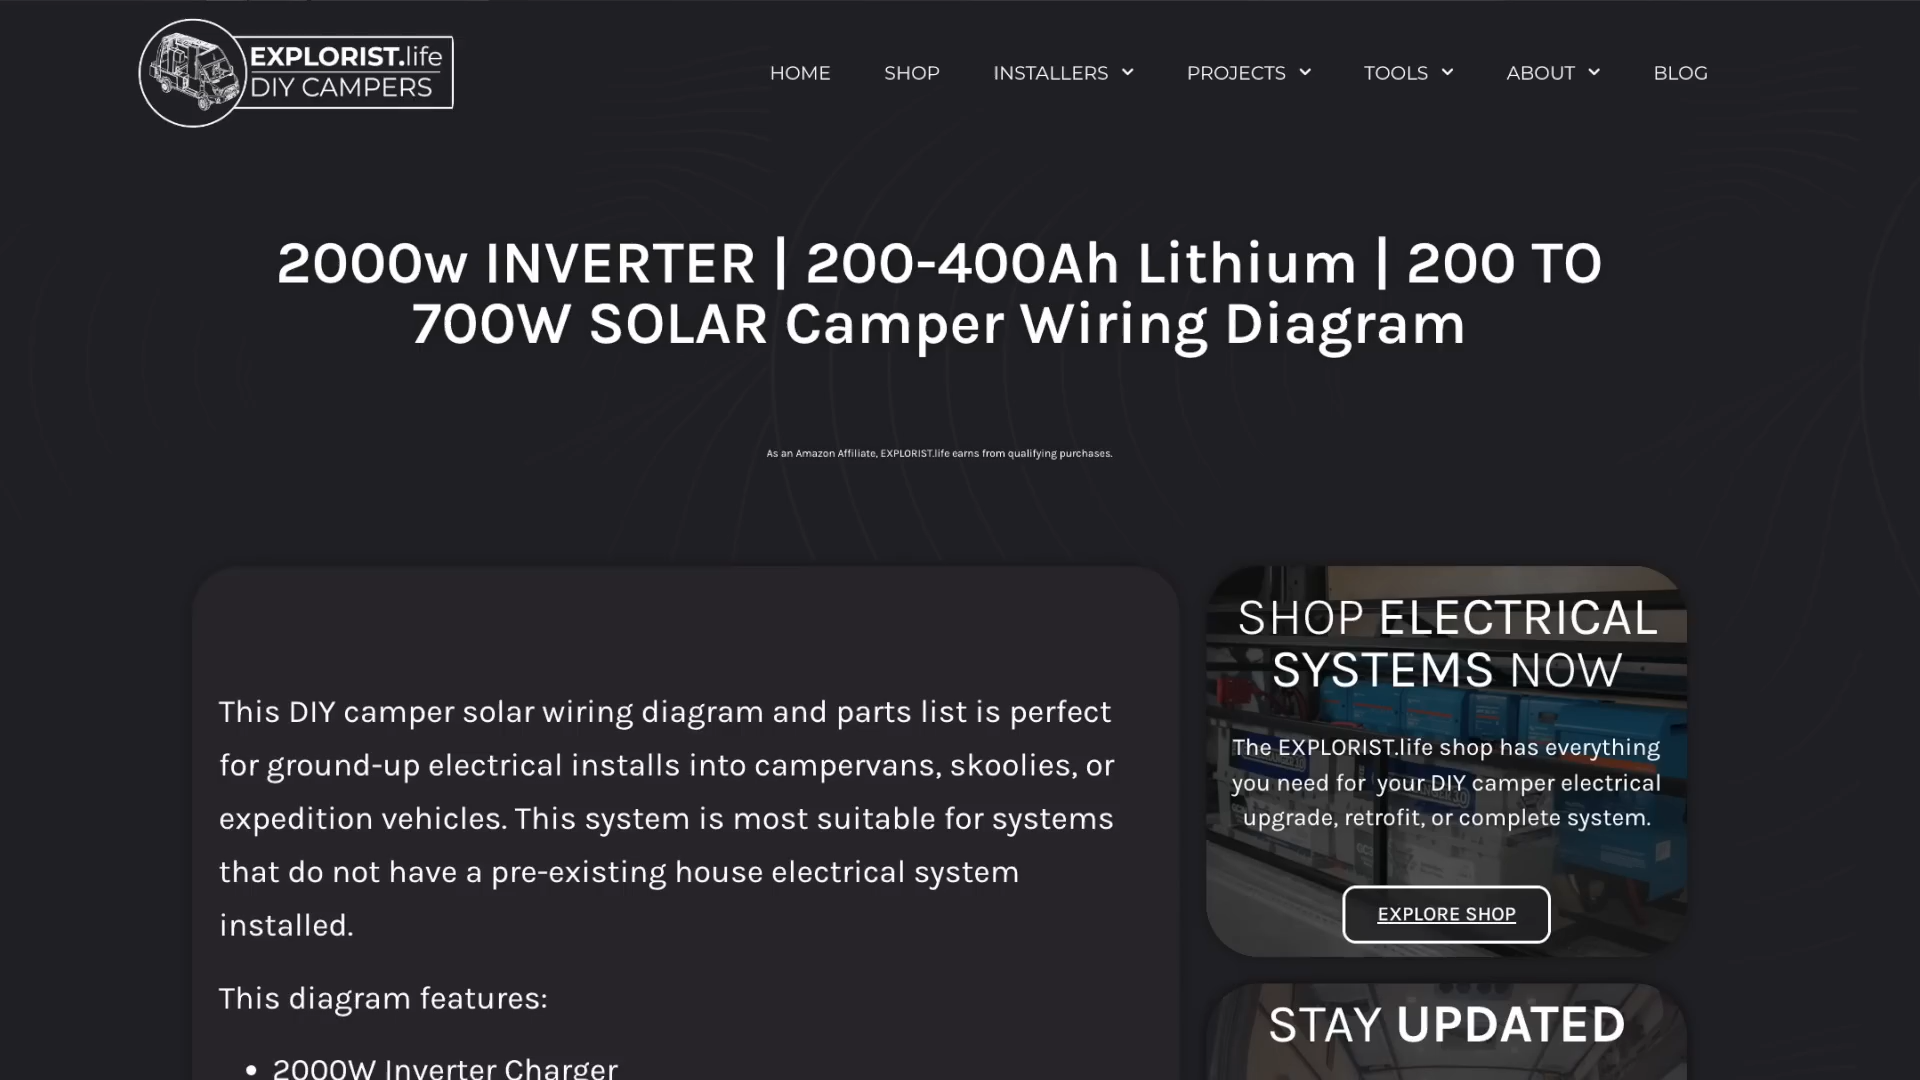 EXPLORIST.life
DIY CAMPERS
HOME
SHOP
INSTALLERS
PROJECTS
TOOLS
ABOUT
BLOG
2000w INVERTER | 200-400Ah Lithium | 200 TO
700W SOLAR Camper Wiring Diagram
As an Amazon Affiliate, EXPLORIST.life earns from qualifying purchases.
This DIY camper solar wiring diagram and parts list is perfect
for ground-up electrical installs into campervans, skoolies, or
expedition vehicles. This system is most suitable for systems
that do not have a pre-existing house electrical system
installed.
This diagram features:
• 2000W Inverter Charger
SHOP ELECTRICAL
SYSTEMS NOW
The EXPLORIST.life shop has everything
you need for your DIY camper electrical
upgrade, retrofit, or complete system.
EXPLORE SHOP
STAY UPDATED